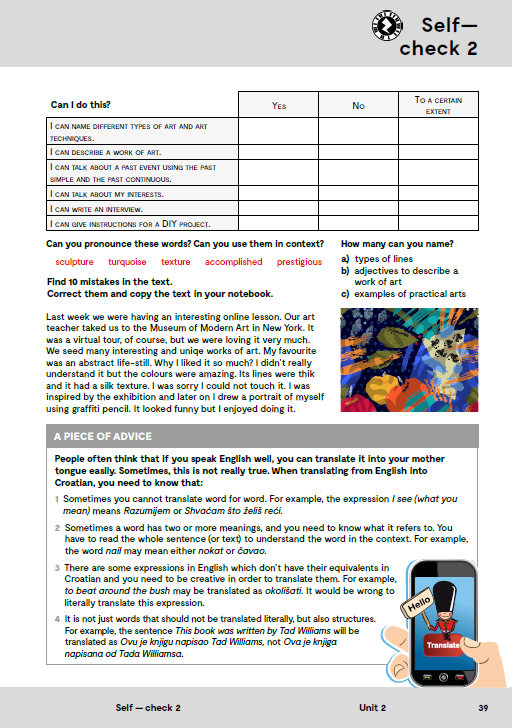 Self—
check 2
Can I do this?
Yes
No
To a certain
extent
I can name different types of art and art
techniques.
I can describe a work of art.
I can talk about a past event using the past
simple and the past continuous.
I can talk about my interests.
I can write an interview.
I can give instructions for a DIY project.
Can you pronounce these words? Can you use them in context?
sculpture turquoise texture accomplished prestigious
Find 10 mistakes in the text.
Correct them and copy the text in your notebook.
Last week we were having an interesting online lesson. Our art
teacher taked us to the Museum of Modern Art in New York. It
was a virtual tour, of course, but we were loving it very much.
We seed many interesting and uniqe works of art. My favourite
was an abstract life-still. Why I liked it so much? I didn't really
understand it but the colours were amazing. Its lines were thik
and it had a silk texture. I was sorry I could not touch it. I was
inspired by the exhibition and later on I drew a portrait of myself
using graffiti pencil. It looked funny but I enjoyed doing it.
How many can you name?
a) types of lines
b) adjectives to describe a
work of art
c) examples of practical arts
A PIECE OF ADVICE
People often think that if you speak English well, you can translate it into your mother
tongue easily. Sometimes, this is not really true. When translating from English into
Croatian, you need to know that:
1 Sometimes you cannot translate word for word. For example, the expression I see (what you
mean) means Razumijem or Shvaćam što želiš reći.
2 Sometimes a word has two or more meanings, and you need to know what it refers to. You
have to read the whole sentence (or text) to understand the word in the context. For example,
the word nail may mean either nokat or čavao.
3 There are some expressions in English which don't have their equivalents in
Croatian and you need to be creative in order to translate them. For example,
to beat around the bush may be translated as okolišati. It would be wrong to
literally translate this expression.
4 It is not just words that should not be translated literally, but also structures.
For example, the sentence This book was written by Tad Williams will be
translated as Ovu je knjigu napisao Tad Williams, not Ova je knjiga
napisana od Tada Williamsa.
Hello
Translate
Self — check 2
Unit 2
39